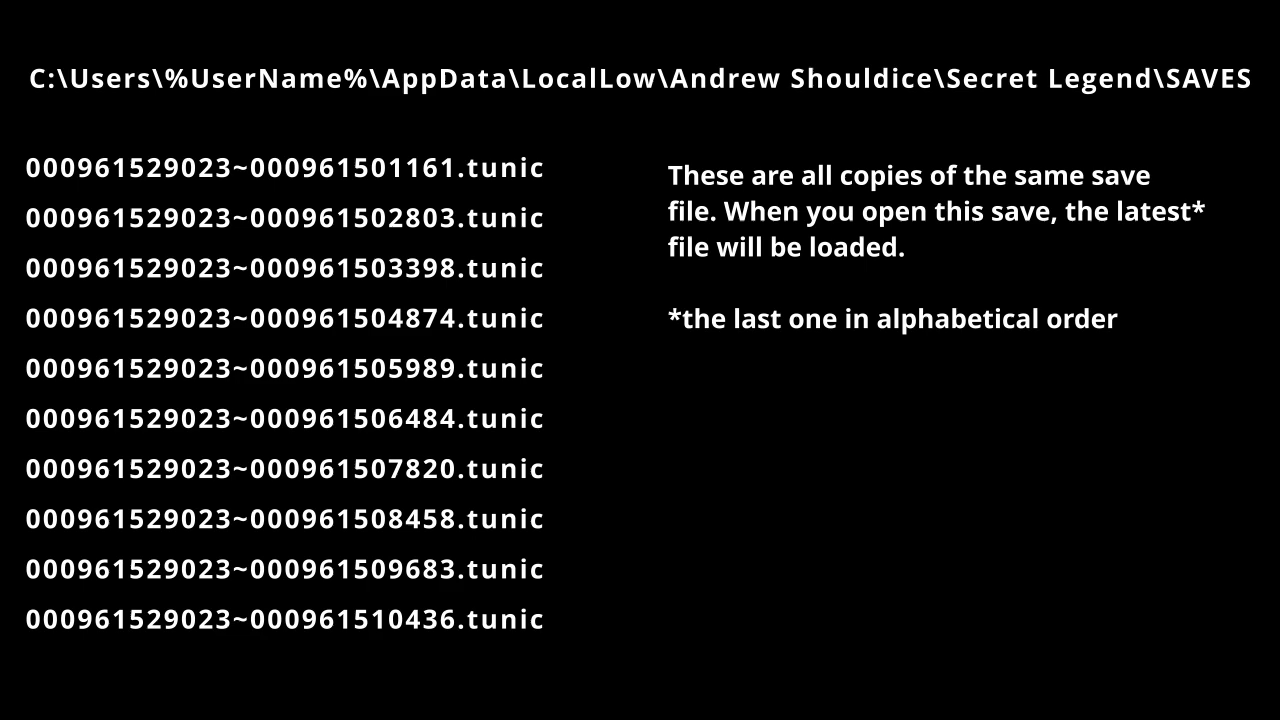 C:\Users\%UserName%\AppData\LocalLow\Andrew Shouldice\Secret Legend\SAVES
000961529023~000961501161.tunic
000961529023~000961502803.tunic
000961529023~000961503398.tunic
000961529023~000961504874.tunic
000961529023~000961505989.tunic
000961529023~000961506484.tunic
000961529023~000961507820.tunic
000961529023~000961508458.tunic
000961529023~000961509683.tunic
000961529023~000961510436.tunic
These are all copies of the same save
file. When you open this save, the latest*
file will be loaded.
*the last one in alphabetical order